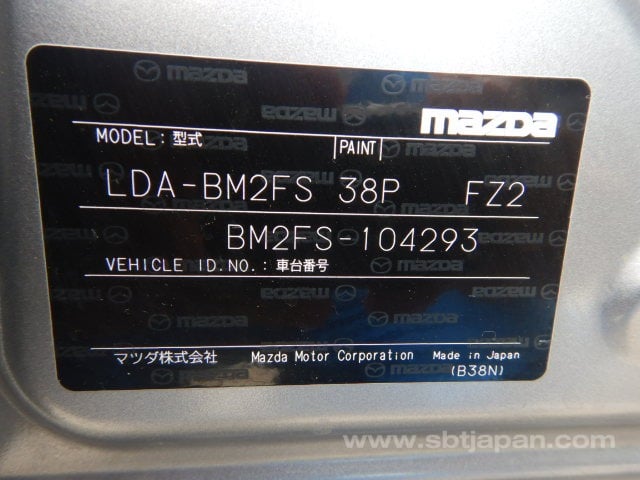 mazda
MODEL: 型式 PAINT
LDA-BM2FS 38P FZ2
BM2FS-104293
VEHICLE ID.NO.: 車台番号
マツダ株式会社 Mazda Motor Corporation Made in Japan
(B38N)
www.sbtjapan.com